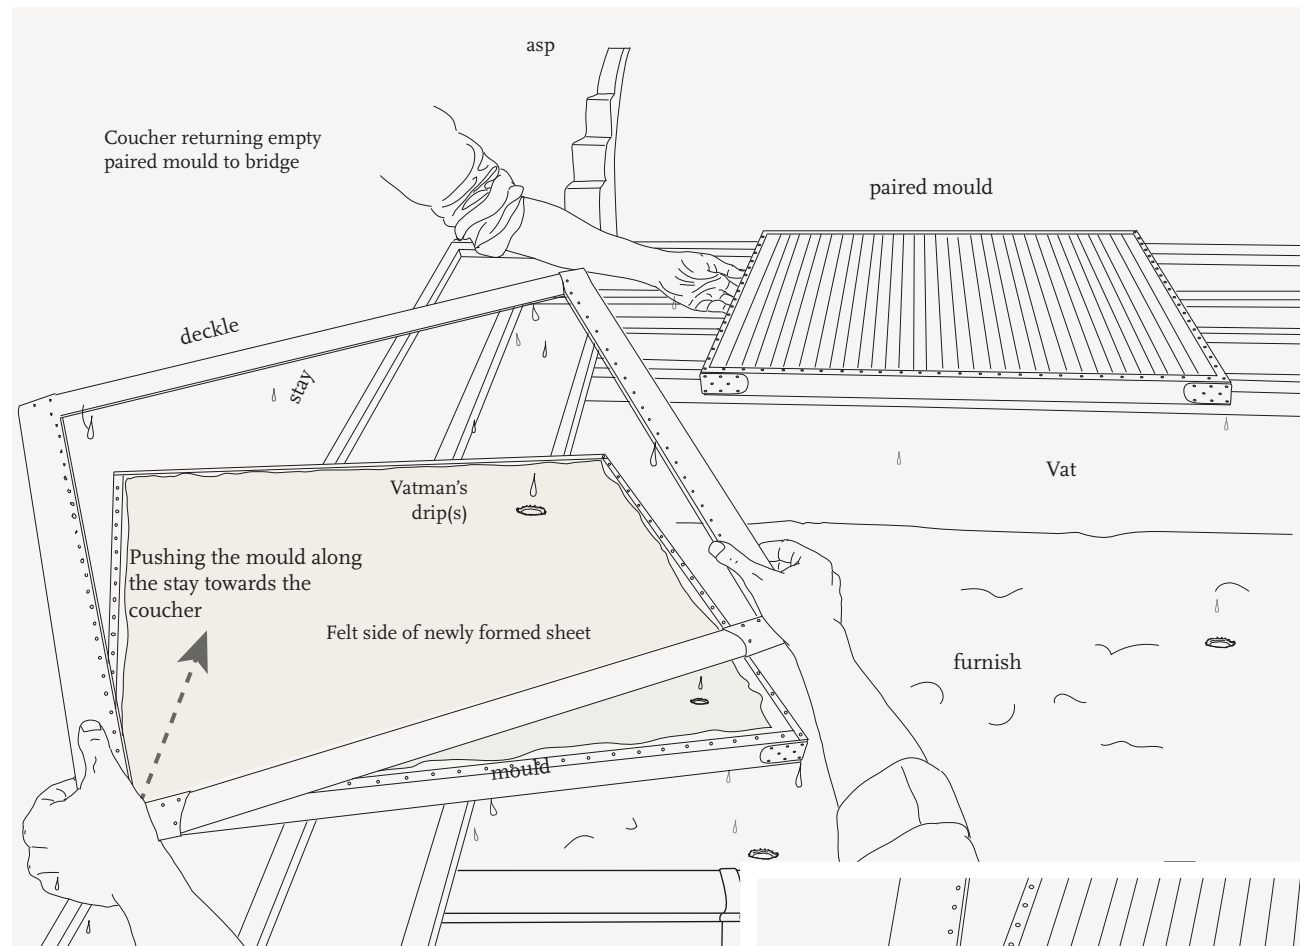 asp
Coucher returning empty
paired mould to bridge
paired mould
deckle
stay
Vat
Vatman’s
drip(s)
Pushing the mould along
the stay towards the
coucher
Felt side of newly formed sheet
furnish
mould